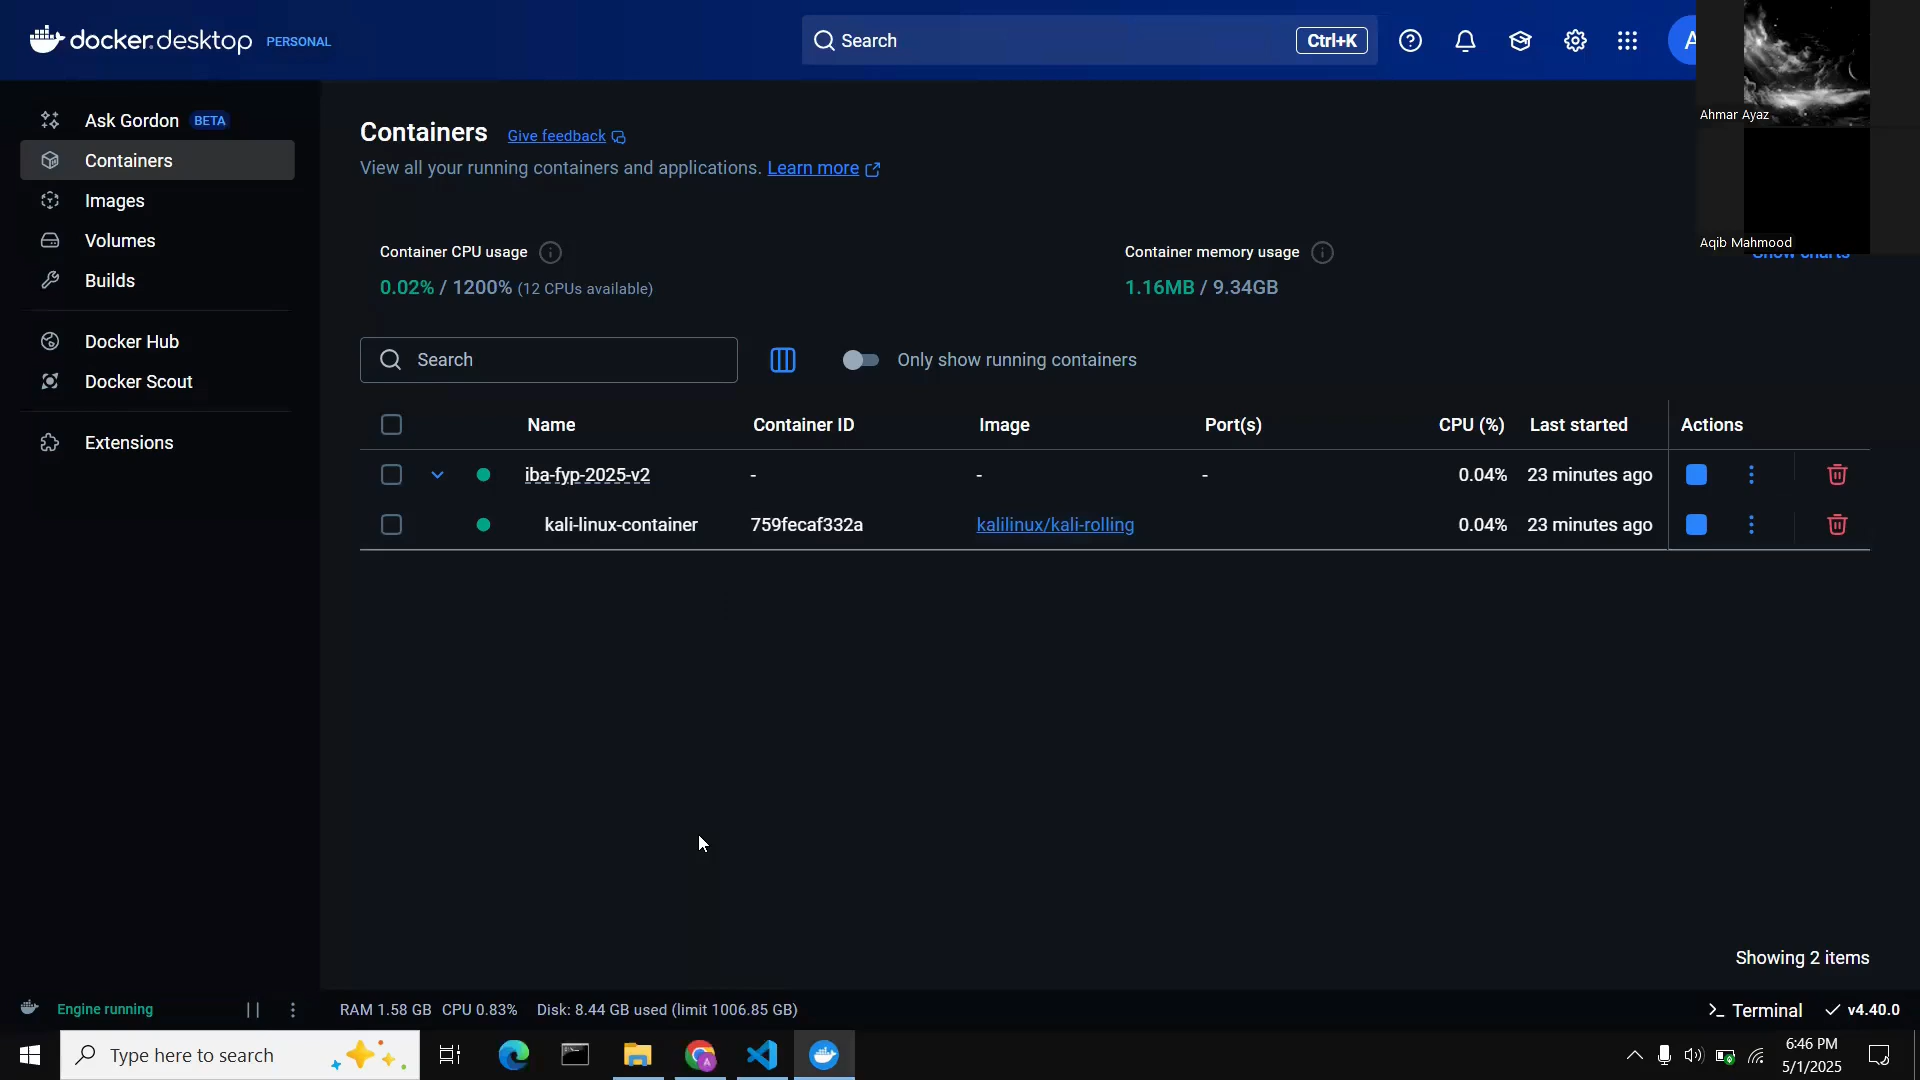 docker.desktop PERSONAL
Search
Ctrl+K
A
Ahmar Ayaz
Aqib Mahmood
Ask Gordon BETA
Containers
Images
Volumes
Builds
Docker Hub
Docker Scout
Extensions
Containers Give feedback
View all your running containers and applications. Learn more
Container CPU usage
0.02% / 1200% (12 CPUs available)
Container memory usage
1.16MB / 9.34GB
Show charts
Search
Only show running containers
Name Container ID Image Port(s) CPU (%) Last started Actions
iba-fyp-2025-v2 - - - 0.04% 23 minutes ago
kali-linux-container 759fecaf332a kalilinux/kali-rolling 0.04% 23 minutes ago
Showing 2 items
Engine running
RAM 1.58 GB CPU 0.83% Disk: 8.44 GB used (limit 1006.85 GB)
Terminal
v4.40.0
Type here to search
6:46 PM
5/1/2025